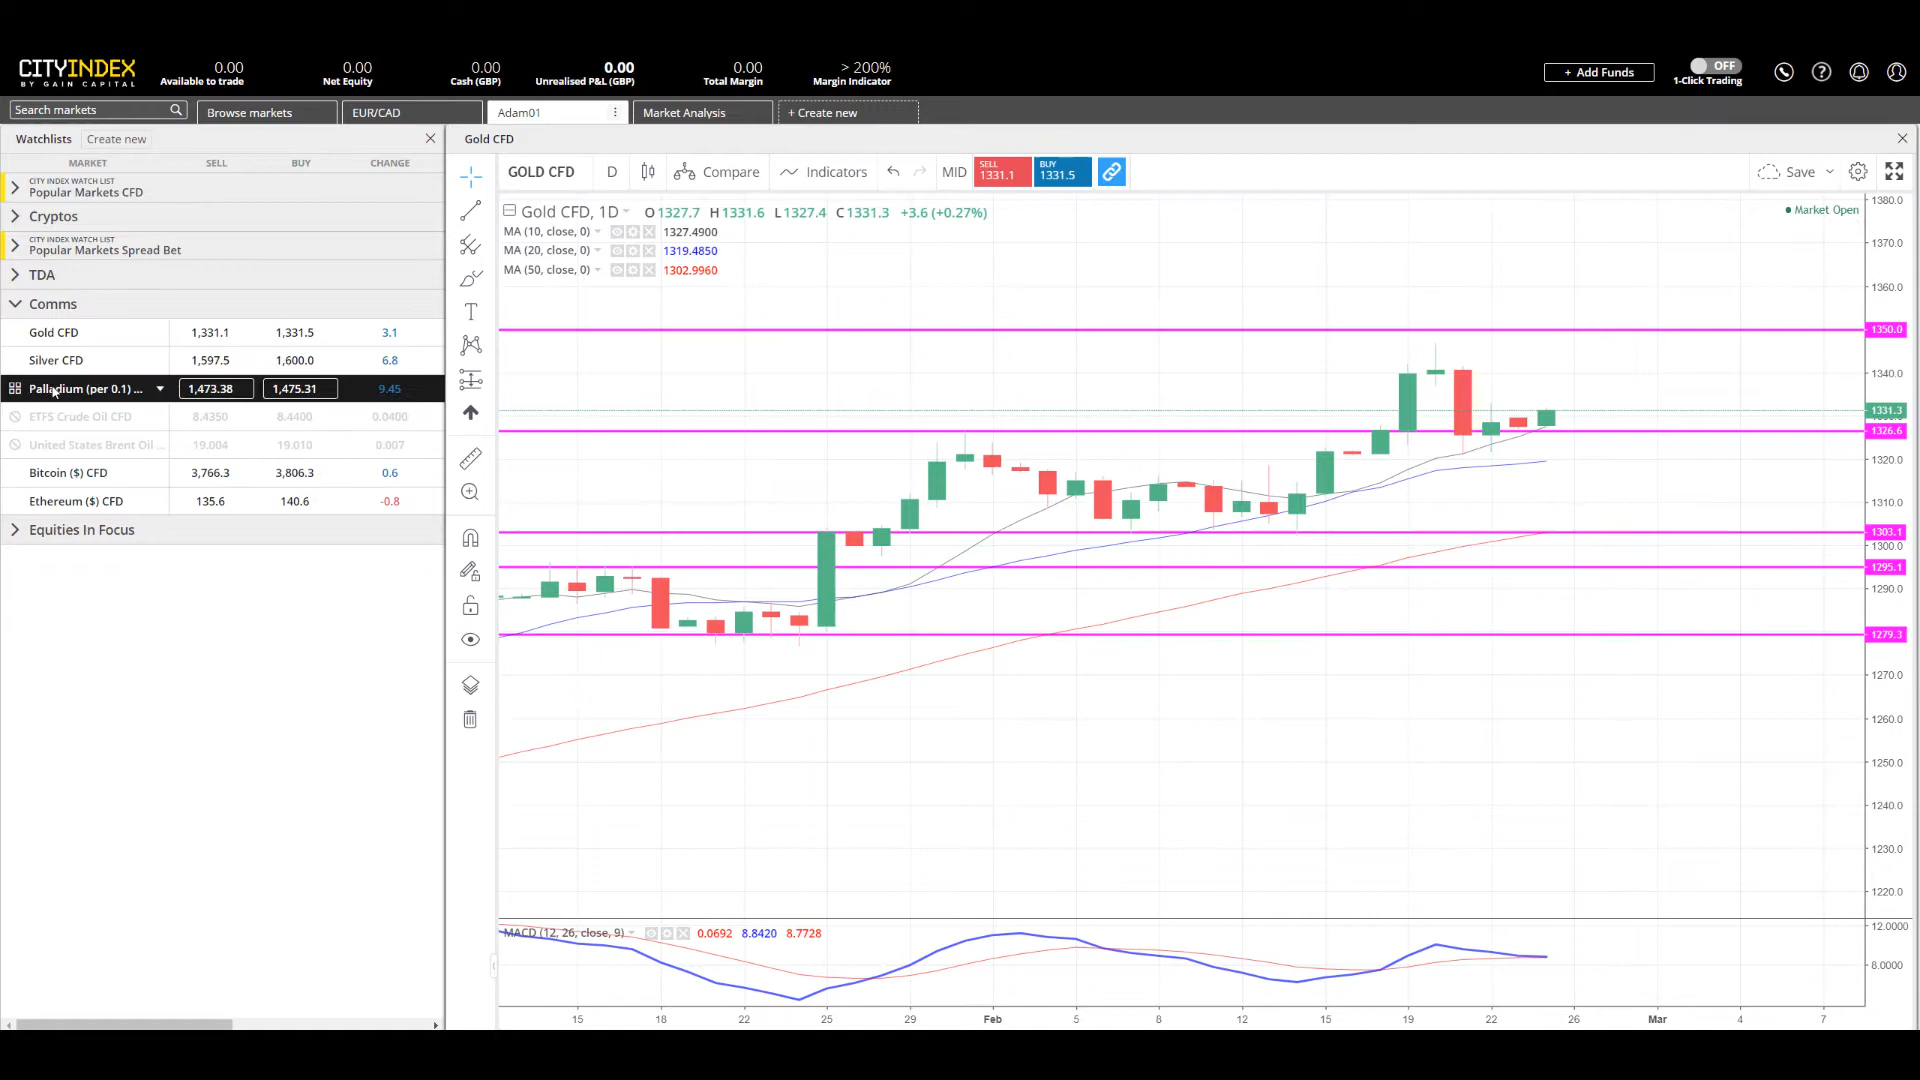 CITYINDEX
BY GAIN CAPITAL
0.00
Available to trade
0.00
Net Equity
0.00
Cash (GBP)
0.00
Unrealised P&L (GBP)
0.00
Total Margin
> 200%
Margin Indicator
+ Add Funds
OFF
1-Click Trading
Search markets
Browse markets
EUR/CAD
Adam01
Market Analysis
+ Create new
Watchlists Create new
MARKET SELL BUY CHANGE
CITY INDEX WATCH LIST
Popular Markets CFD
Cryptos
CITY INDEX WATCH LIST
Popular Markets Spread Bet
TDA
Comms
Gold CFD 1,331.1 1,331.5 3.1
Silver CFD 1,597.5 1,600.0 6.8
Palladium (per 0.1) ... 1,473.38 1,475.31 9.45
ETFS Crude Oil CFD 8.4350 8.4400 0.0400
United States Brent Oil ... 19.004 19.010 0.007
Bitcoin ($) CFD 3,766.3 3,806.3 0.6
Ethereum ($) CFD 135.6 140.6 -0.8
Equities In Focus
Gold CFD
GOLD CFD D Compare Indicators MID
SELL
1331.1
BUY
1331.5
Save
Gold CFD, 1D O 1327.7 H 1331.6 L 1327.4 C 1331.3 +3.6 (+0.27%)
Market Open
MA (10, close, 0) 1327.4900
MA (20, close, 0) 1319.4850
MA (50, close, 0) 1302.9960
1380.0
1370.0
1360.0
1350.0
1340.0
1331.3
1326.6
1320.0
1310.0
1303.1
1300.0
1295.1
1290.0
1279.3
1270.0
1260.0
1250.0
1240.0
1230.0
1220.0
MACD (12, 26, close, 9) 0.0692 8.8420 8.7728
12.0000
8.0000
15 18 22 25 29 Feb 5 8 12 15 19 22 26 Mar 4 7